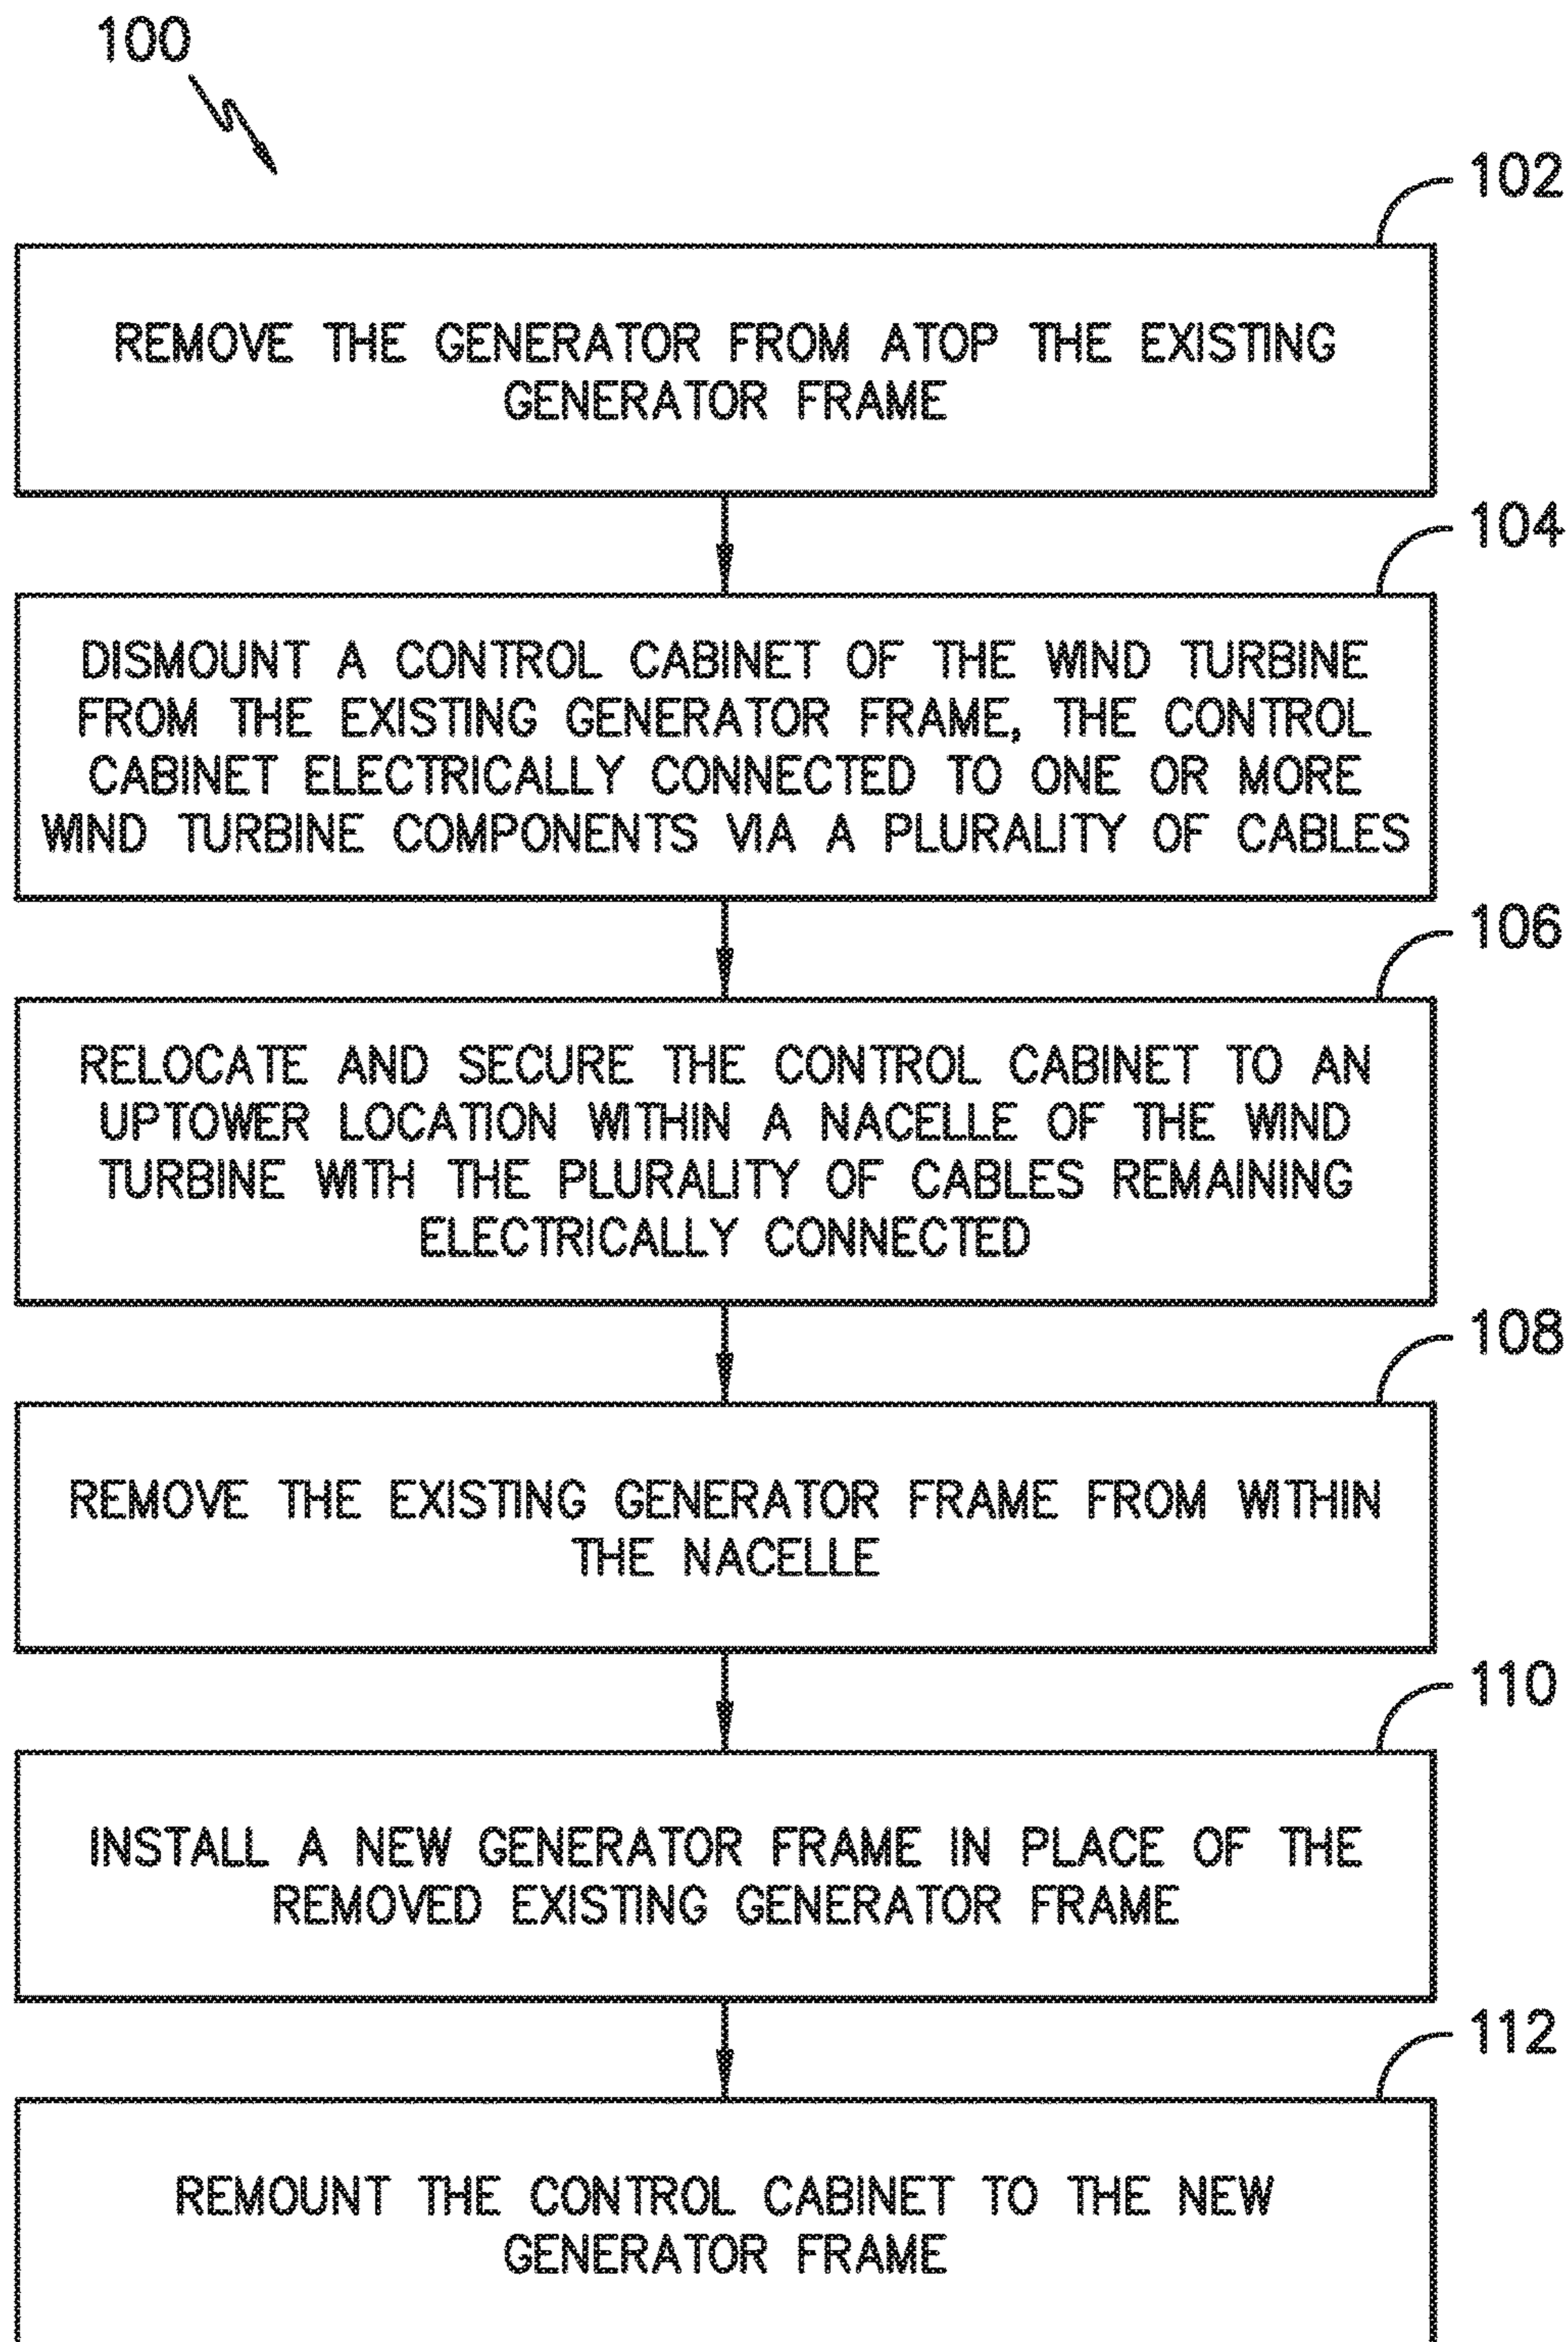 100
102
REMOVE THE GENERATOR FROM ATOP THE EXISTING
GENERATOR FRAME
104
DISMOUNT A CONTROL CABINET OF THE WIND TURBINE
FROM THE EXISTING GENERATOR FRAME, THE CONTROL
CABINET ELECTRICALLY CONNECTED TO ONE OR MORE
WIND TURBINE COMPONENTS VIA A PLURALITY OF CABLES
106
RELOCATE AND SECURE THE CONTROL CABINET TO AN
UPTOWER LOCATION WITHIN A NACELLE OF THE WIND
TURBINE WITH THE PLURALITY OF CABLES REMAINING
ELECTRICALLY CONNECTED
108
REMOVE THE EXISTING GENERATOR FRAME FROM WITHIN
THE NACELLE
110
INSTALL A NEW GENERATOR FRAME IN PLACE OF THE
REMOVED EXISTING GENERATOR FRAME
112
REMOUNT THE CONTROL CABINET TO THE NEW
GENERATOR FRAME